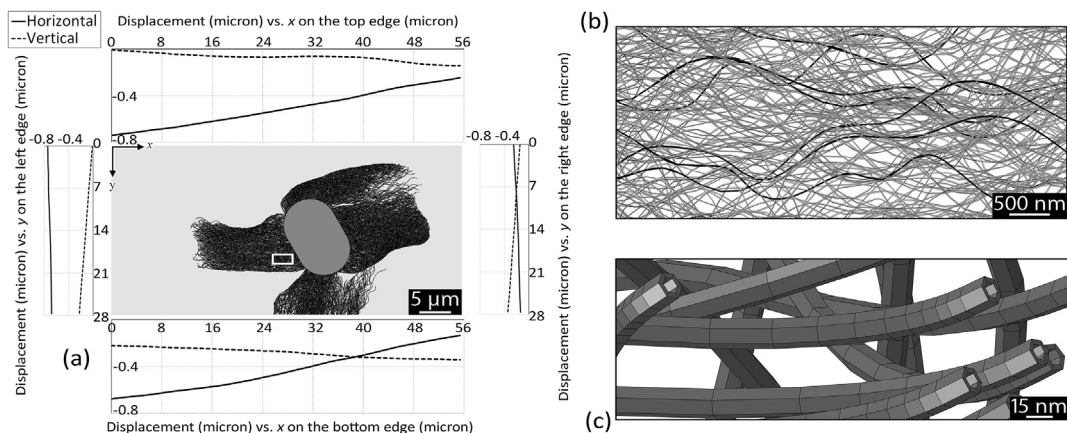 Displacement (micron) vs. x on the top edge (micron)
Horizontal
Vertical
0 8 16 24 32 40 48 56
-0.4
-0.8
Displacement (micron) vs. y on the left edge (micron)
-0.8 -0.4 0
7
14
21
28
x
y
5 µm
-0.8 -0.4 0
7
14
21
28
Displacement (micron) vs. y on the right edge (micron)
(a)
0 8 16 24 32 40 48 56
-0.4
-0.8
Displacement (micron) vs. x on the bottom edge (micron)
(b)
500 nm
(c)
15 nm